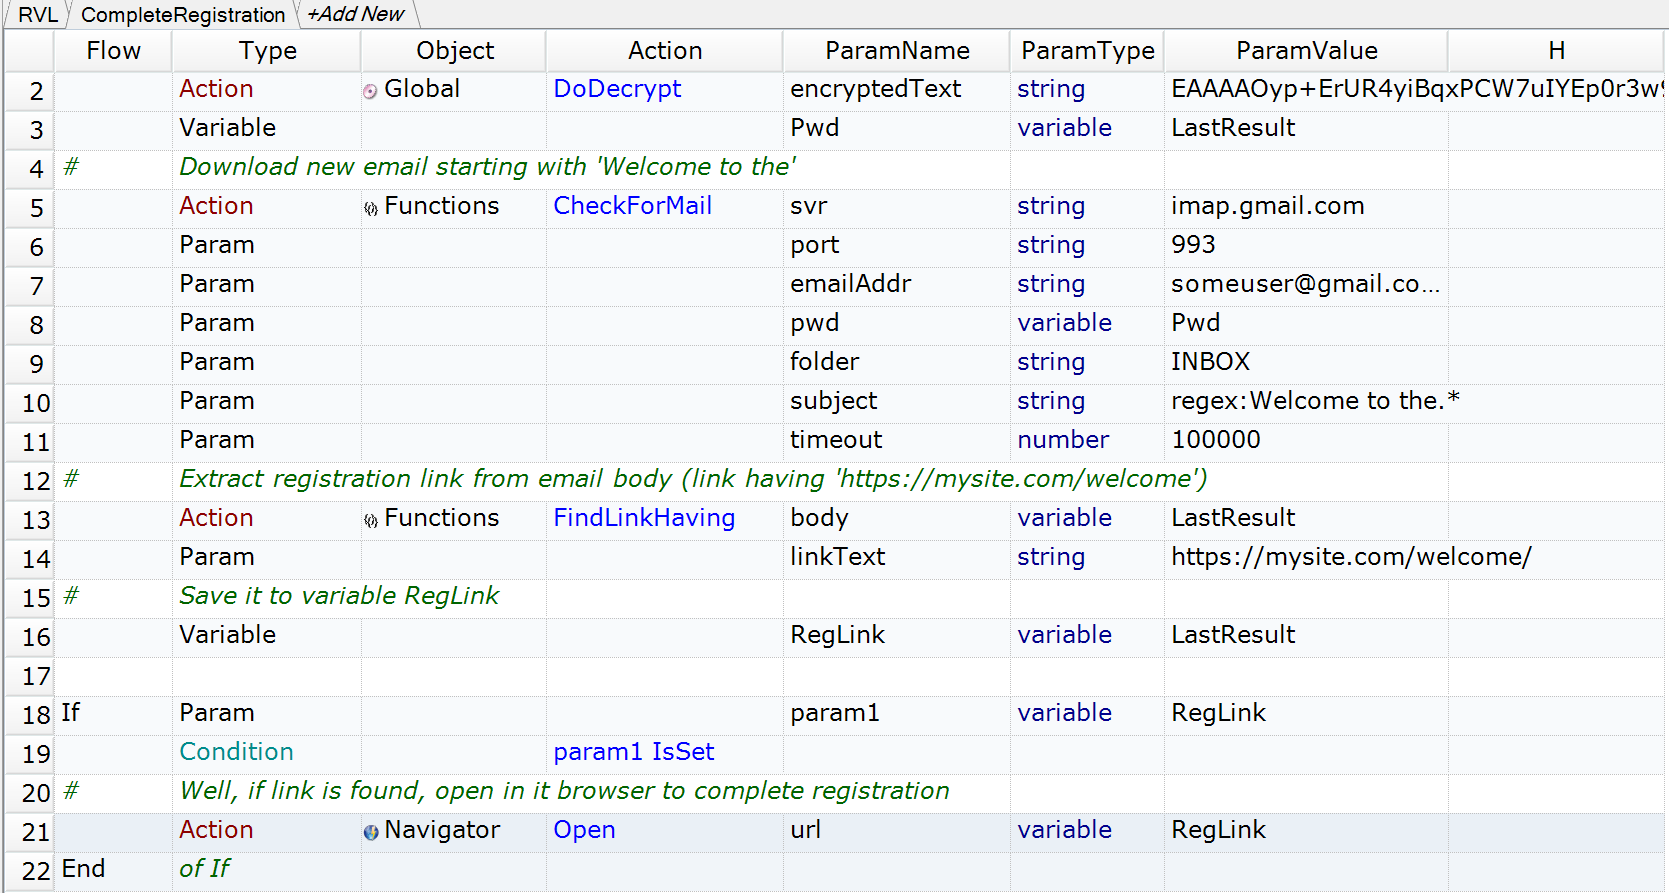 RVL CompleteRegistration +Add New
Flow Type Object Action ParamName ParamType ParamValue H
2 Action Global DoDecrypt encryptedText string EAAAAOyp+ErUR4yiBqxPCW7uIYEp0r3w9
3 Variable Pwd variable LastResult
4 # Download new email starting with 'Welcome to the'
5 Action Functions CheckForMail svr string imap.gmail.com
6 Param port string 993
7 Param emailAddr string someuser@gmail.co...
8 Param pwd variable Pwd
9 Param folder string INBOX
10 Param subject string regex:Welcome to the.*
11 Param timeout number 100000
12 # Extract registration link from email body (link having 'https://mysite.com/welcome')
13 Action Functions FindLinkHaving body variable LastResult
14 Param linkText string https://mysite.com/welcome/
15 # Save it to variable RegLink
16 Variable RegLink variable LastResult
17
18 If Param param1 variable RegLink
19 Condition param1 IsSet
20 # Well, if link is found, open in it browser to complete registration
21 Action Navigator Open url variable RegLink
22 End of If